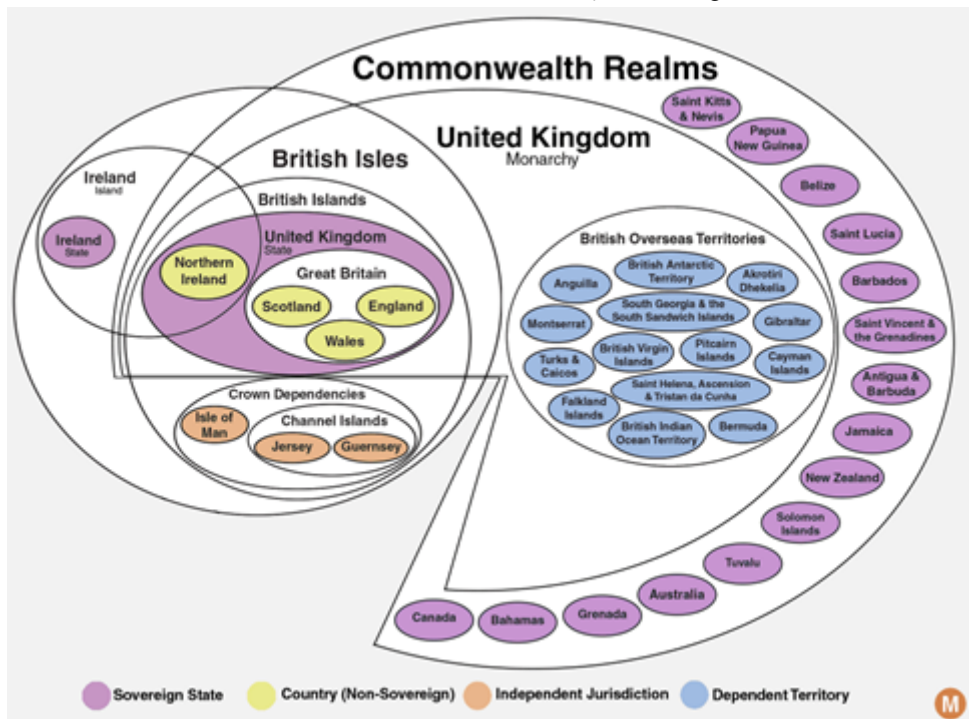 Commonwealth Realms
United Kingdom
Monarchy
British Isles
Ireland
Island
Ireland
State
British Islands
United Kingdom
State
Northern
Ireland
Great Britain
Scotland
England
Wales
Crown Dependencies
Isle of
Man
Channel Islands
Jersey
Guernsey
British Overseas Territories
Anguilla
British Antarctic
Territory
Akrotiri
Dhekelia
South Georgia & the
South Sandwich Islands
Montserrat
Gibraltar
British Virgin
Islands
Pitcairn
Islands
Turks &
Caicos
Cayman
Islands
Saint Helena, Ascension
& Tristan da Cunha
Falkland
Islands
British Indian
Ocean Territory
Bermuda
Saint Kitts
& Nevis
Papua
New Guinea
Belize
Saint Lucia
Barbados
Saint Vincent &
the Grenadines
Antigua &
Barbuda
Jamaica
New Zealand
Solomon
Islands
Tuvalu
Australia
Grenada
Bahamas
Canada
Sovereign State
Country (Non-Sovereign)
Independent Jurisdiction
Dependent Territory
M